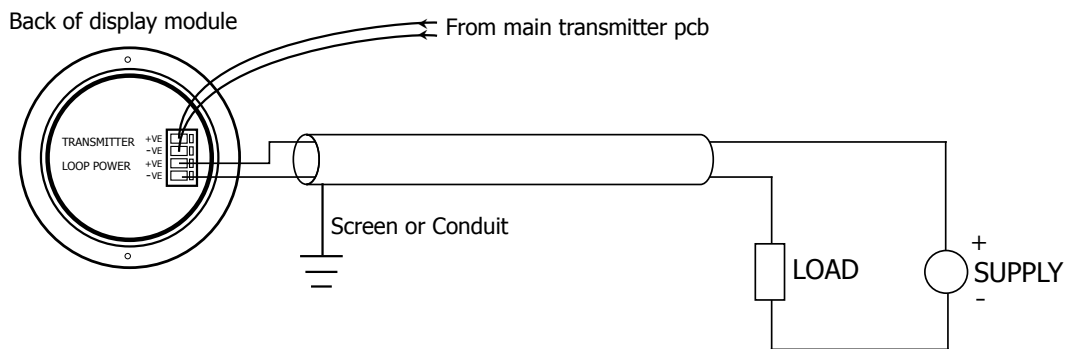 Back of display module
From main transmitter pcb
TRANSMITTER +VE
-VE
LOOP POWER +VE
-VE
Screen or Conduit
+
LOAD
SUPPLY
-